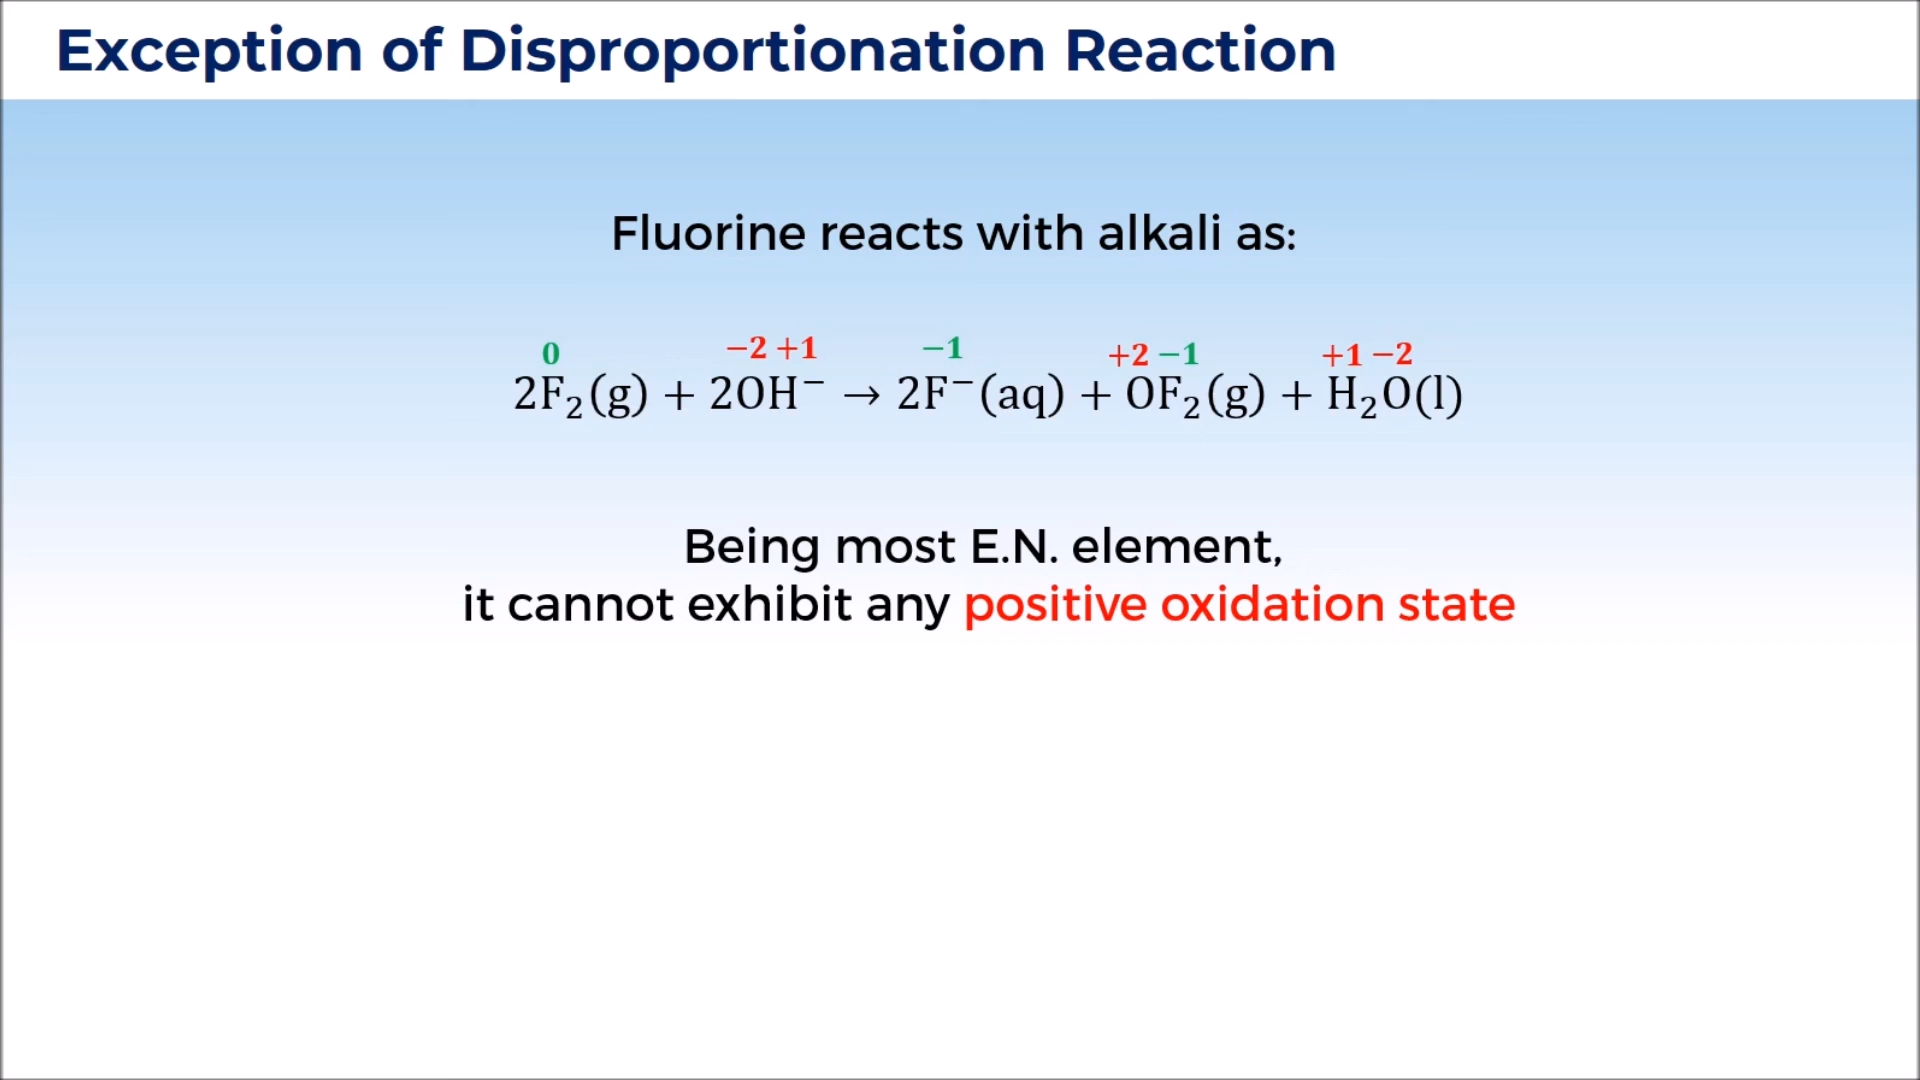 Exception of Disproportionation Reaction
Fluorine reacts with alkali as:
0 −2 +1 −1 +2 −1 +1 −2
2F₂(g) + 2OH⁻ → 2F⁻(aq) + OF₂(g) + H₂O(l)
Being most E.N. element,
it cannot exhibit any positive oxidation state